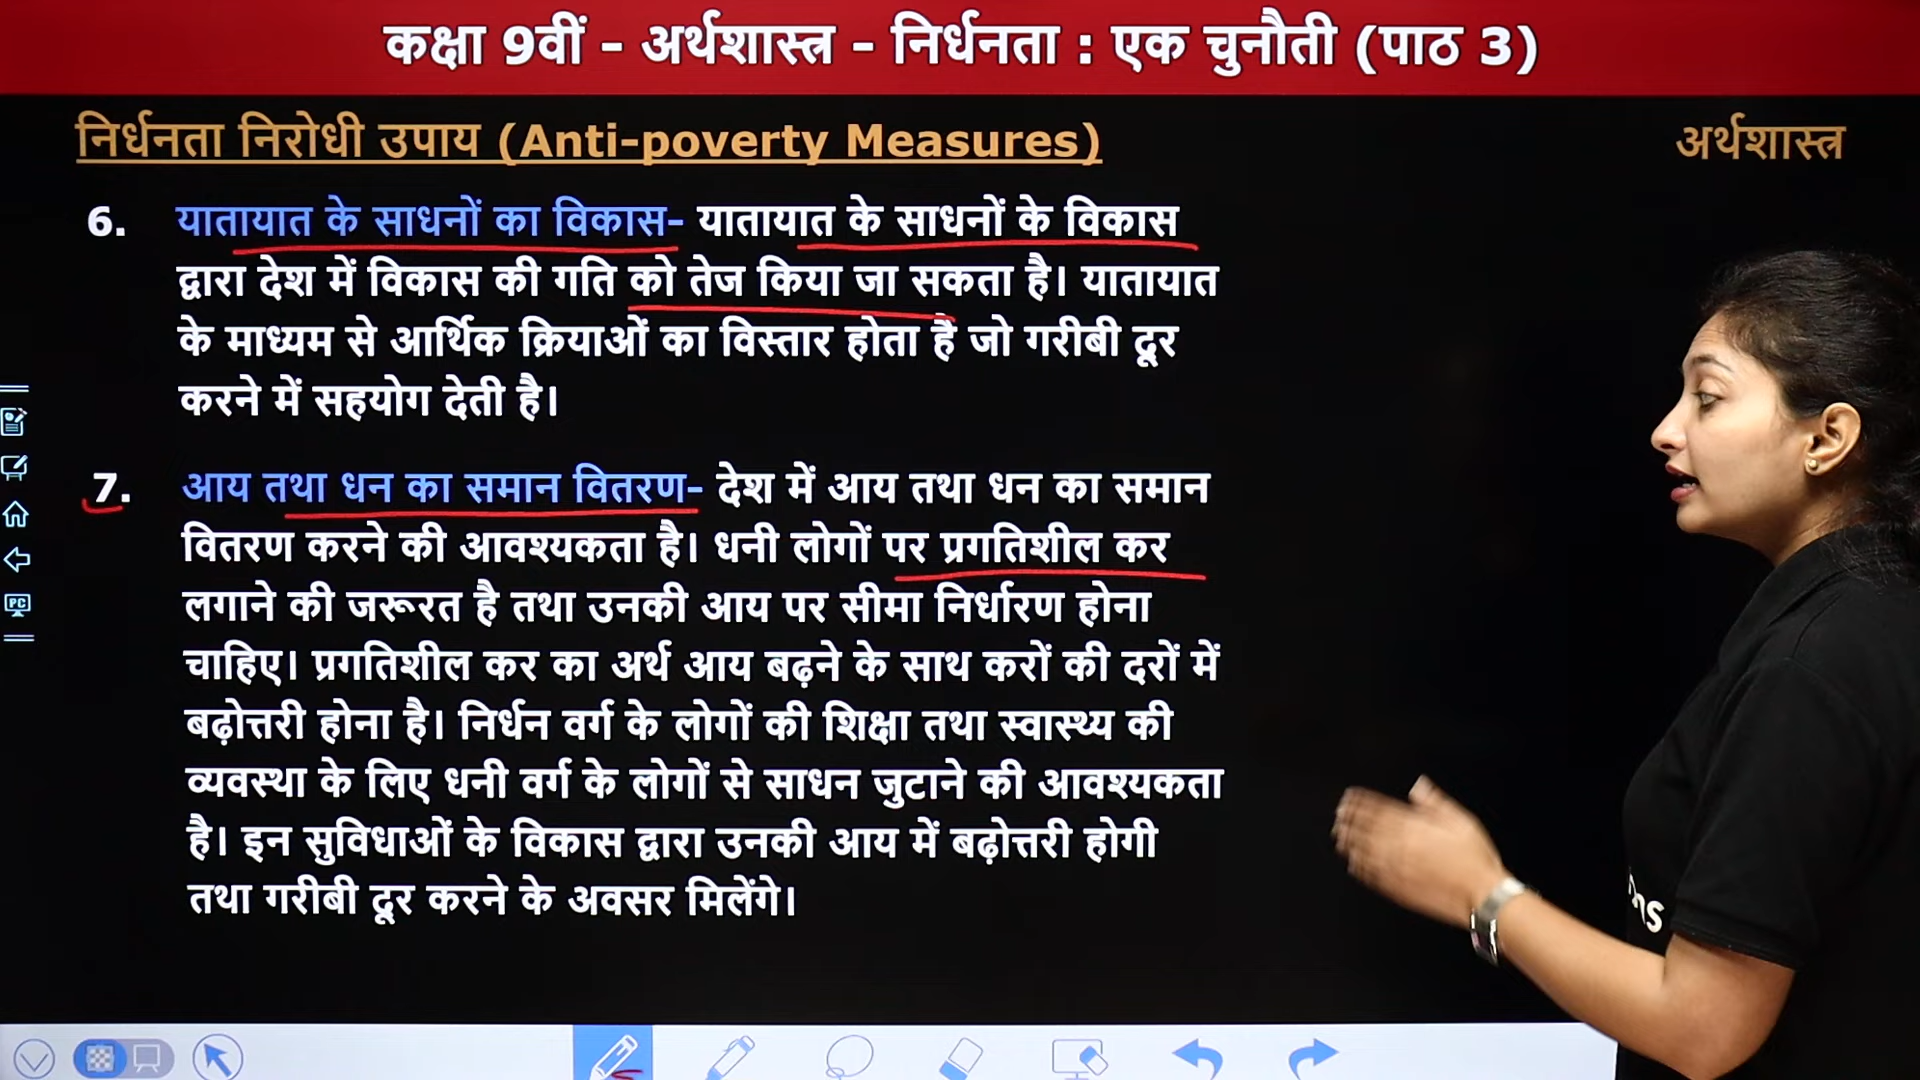 कक्षा 9वीं - अर्थशास्त्र - निर्धनता : एक चुनौती (पाठ 3)
निर्धनता निरोधी उपाय (Anti-poverty Measures)
अर्थशास्त्र
6. यातायात के साधनों का विकास- यातायात के साधनों के विकास
द्वारा देश में विकास की गति को तेज किया जा सकता है। यातायात
के माध्यम से आर्थिक क्रियाओं का विस्तार होता है जो गरीबी दूर
करने में सहयोग देती है।
7. आय तथा धन का समान वितरण- देश में आय तथा धन का समान
वितरण करने की आवश्यकता है। धनी लोगों पर प्रगतिशील कर
लगाने की जरूरत है तथा उनकी आय पर सीमा निर्धारण होना
चाहिए। प्रगतिशील कर का अर्थ आय बढ़ने के साथ करों की दरों में
बढ़ोत्तरी होना है। निर्धन वर्ग के लोगों की शिक्षा तथा स्वास्थ्य की
व्यवस्था के लिए धनी वर्ग के लोगों से साधन जुटाने की आवश्यकता
है। इन सुविधाओं के विकास द्वारा उनकी आय में बढ़ोत्तरी होगी
तथा गरीबी दूर करने के अवसर मिलेंगे।
PC